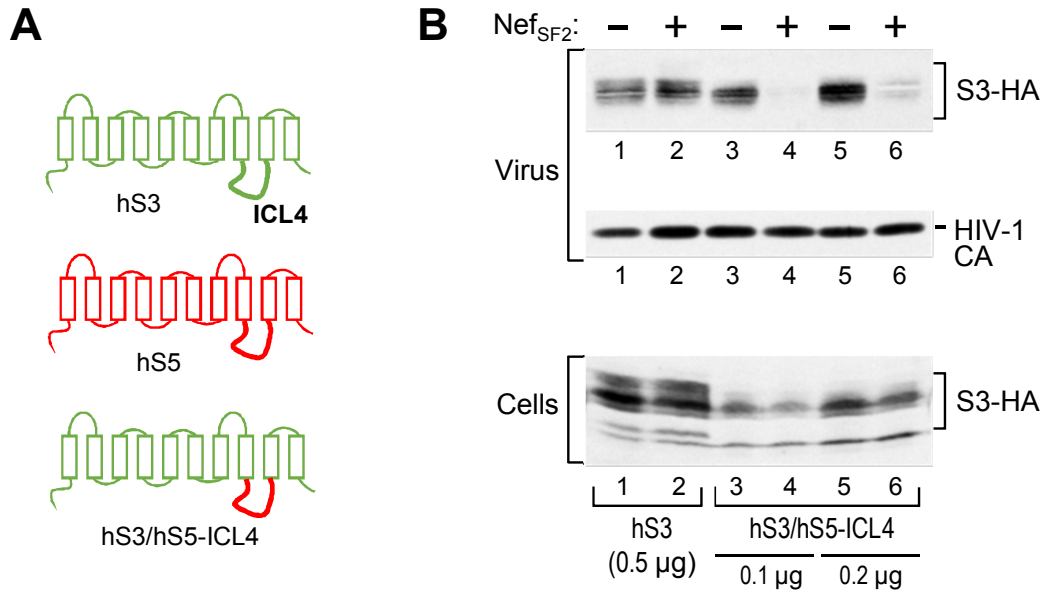 A
hS3
ICL4
hS5
hS3/hS5-ICL4
B
NefSF2: – + – + – +
Virus
S3-HA
1 2 3 4 5 6
HIV-1
CA
1 2 3 4 5 6
Cells
S3-HA
1 2 3 4 5 6
hS3
(0.5 µg)
hS3/hS5-ICL4
0.1 µg 0.2 µg